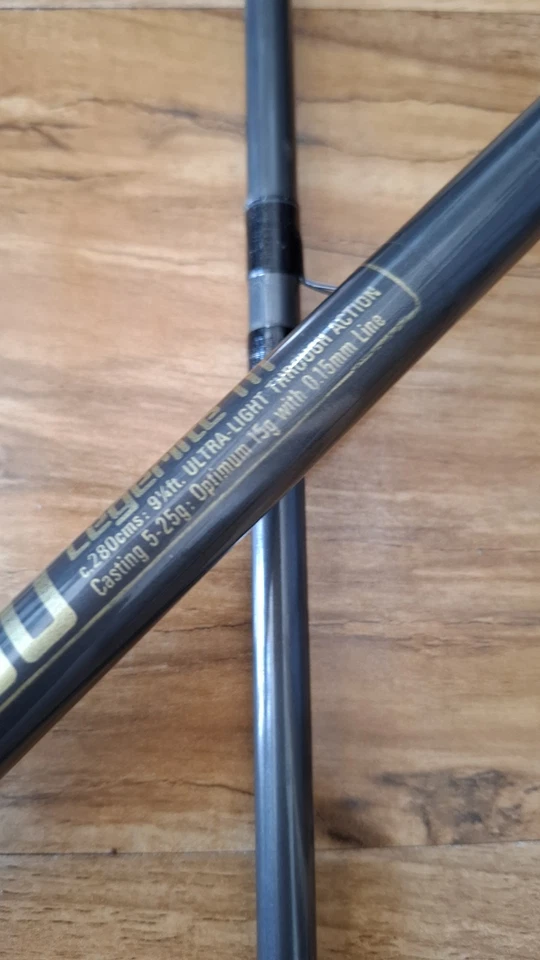 Legerlite
c.280cms: 9¼ft. ULTRA-LIGHT THROUGH ACTION
Casting 5-25g: Optimum 15g with 0.15mm Line